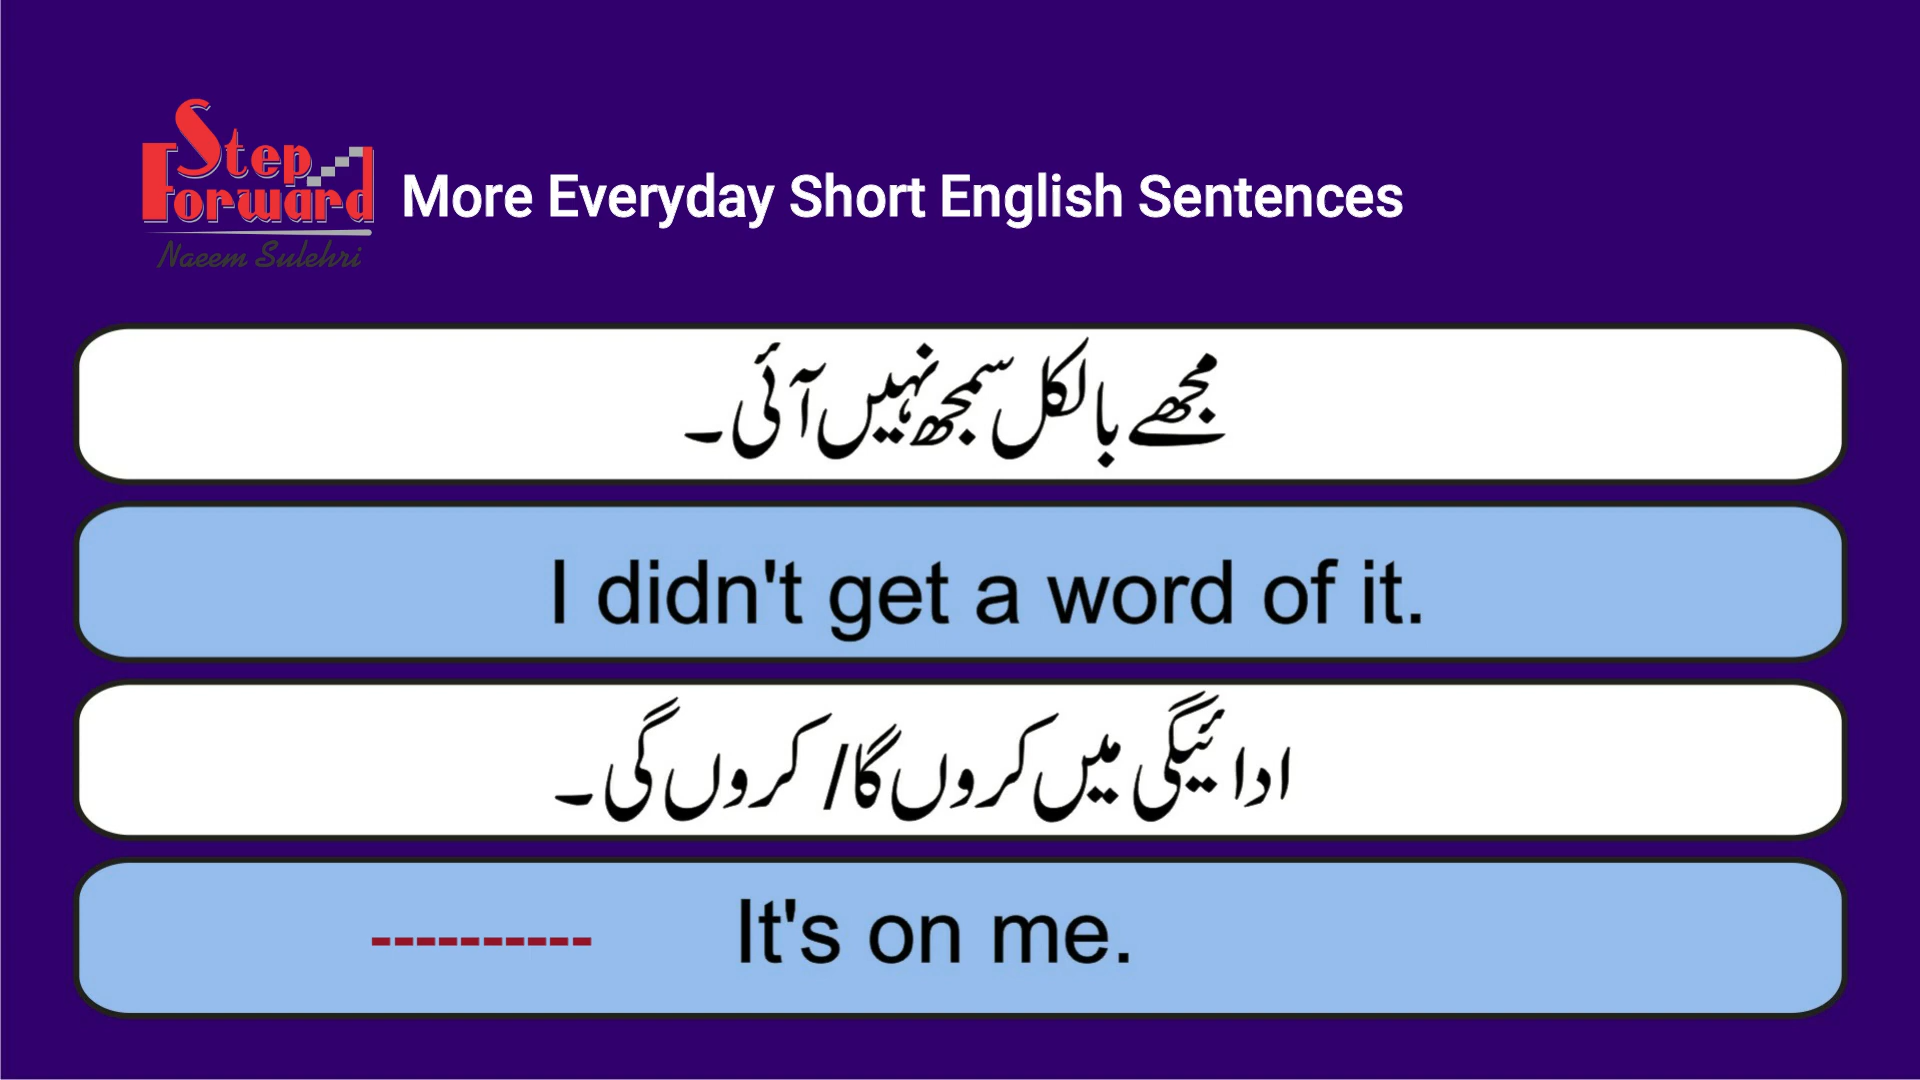 Step
Forward
Naeem Sulehri
More Everyday Short English Sentences
مجھے بالکل سمجھ نہیں آئی۔
I didn't get a word of it.
ادائیگی میں کروں گا/ کروں گی۔
---------- It's on me.